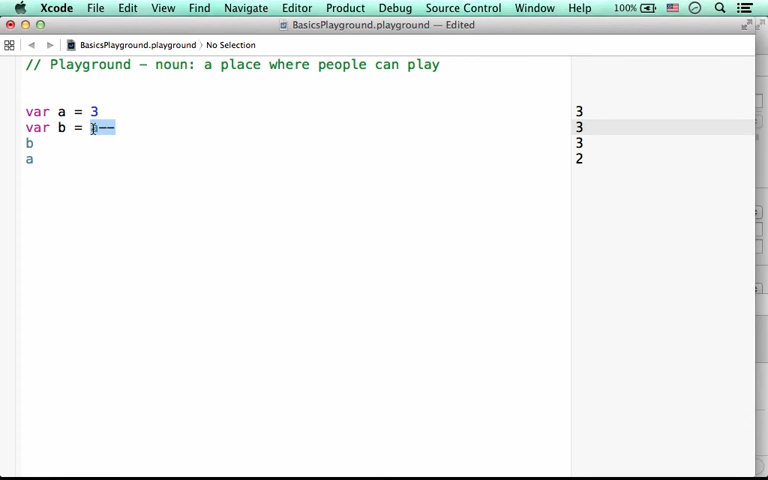 Xcode File Edit View Find Navigate Editor Product Debug Source Control Window Help 100%
BasicsPlayground.playground — Edited
BasicsPlayground.playground 〉 No Selection
// Playground – noun: a place where people can play
var a = 3 3
var b = a-- 3
b 3
a 2